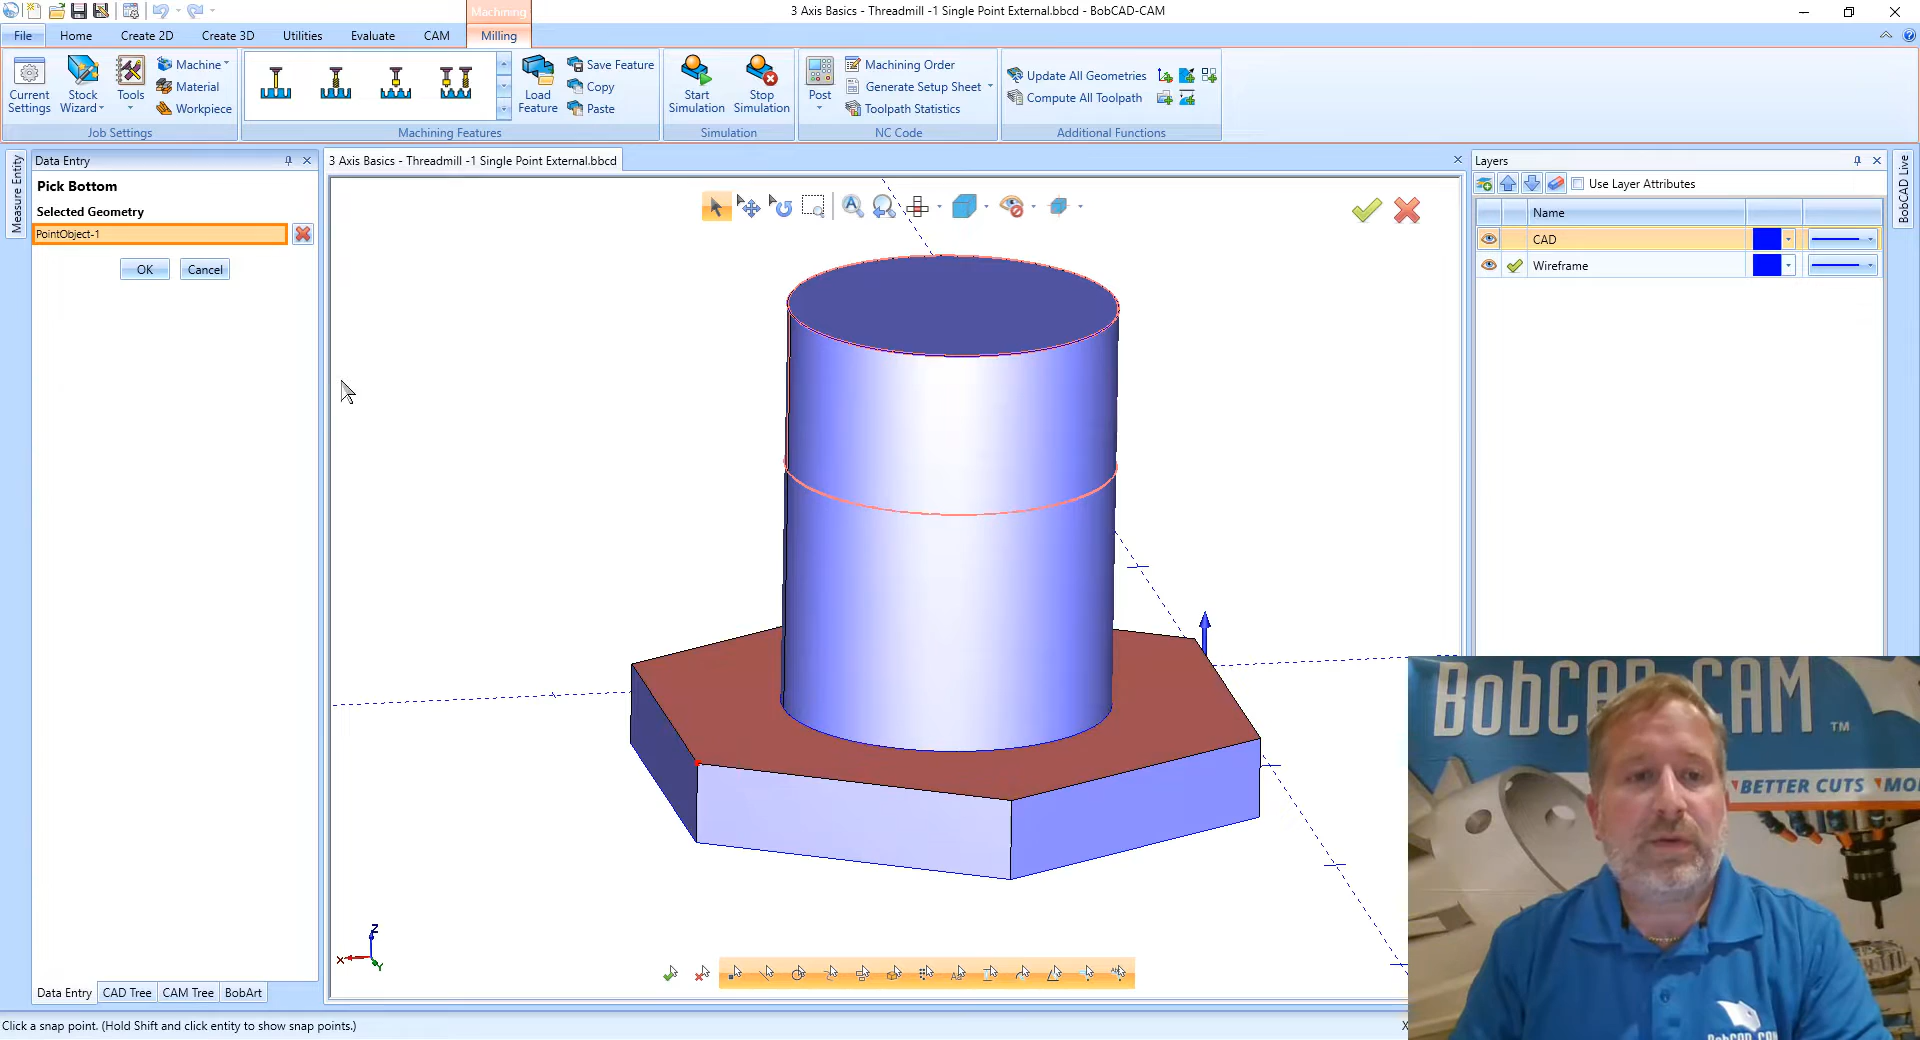 3 Axis Basics - Threadmill -1 Single Point External.bbcd - BobCAD-CAM
Machining
File Home Create 2D Create 3D Utilities Evaluate CAM Milling
Current Settings
Stock Wizard
Tools
Machine
Material
Workpiece
Job Settings
Load Feature
Save Feature
Copy
Paste
Machining Features
Start Simulation
Stop Simulation
Simulation
Post
Machining Order
Generate Setup Sheet
Toolpath Statistics
NC Code
Update All Geometries
Compute All Toolpath
Additional Functions
Measure Entity
Data Entry
Pick Bottom
Selected Geometry
PointObject-1
OK Cancel
3 Axis Basics - Threadmill -1 Single Point External.bbcd
Layers
Use Layer Attributes
Name
CAD
Wireframe
BobCAD Live
Z
X
Y
BobCAD-CAM
TM
BETTER CUTS
Data Entry CAD Tree CAM Tree BobArt
Click a snap point. (Hold Shift and click entity to show snap points.)
X